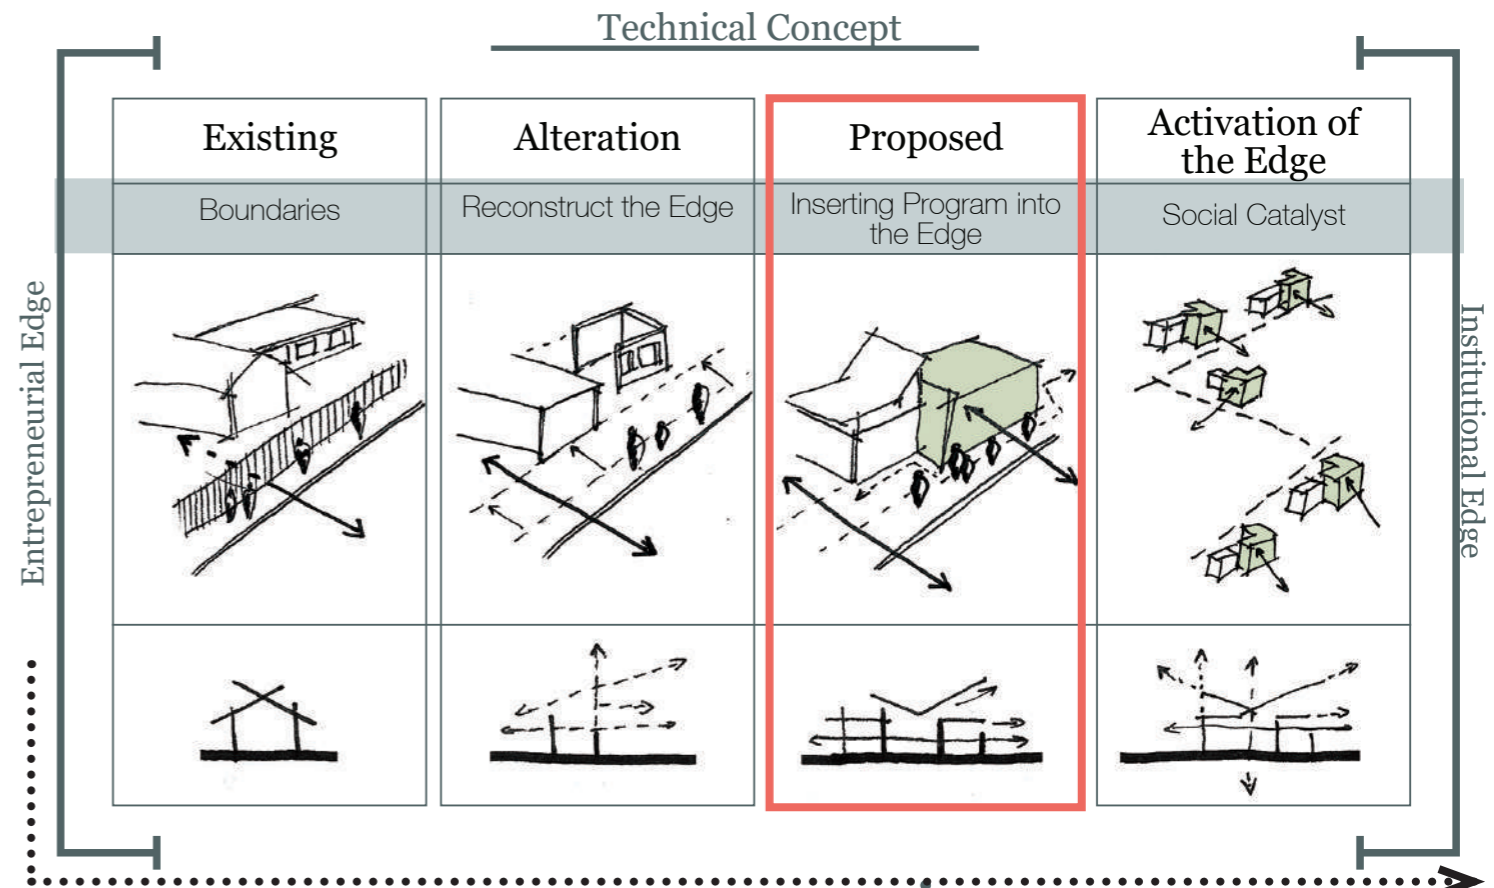 Technical Concept
Existing
Boundaries
Alteration
Reconstruct the Edge
Proposed
Inserting Program into
the Edge
Activation of
the Edge
Social Catalyst
Entrepreneurial Edge
Institutional Edge